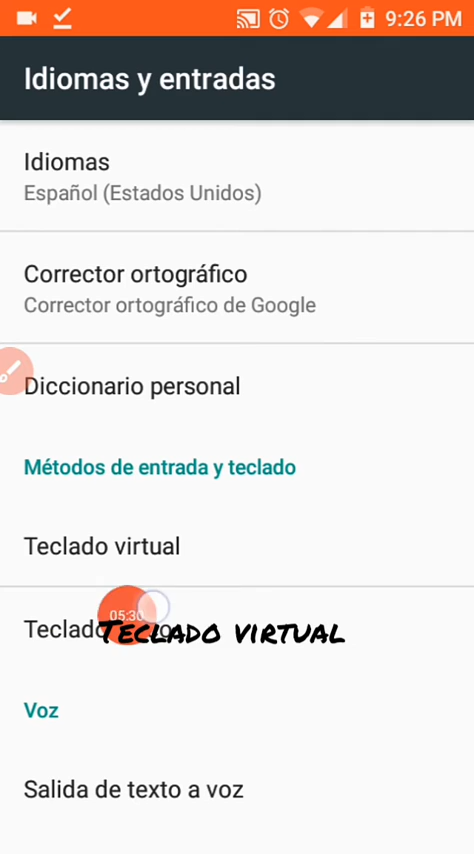 9:26 PM
Idiomas y entradas
Idiomas
Español (Estados Unidos)
Corrector ortográfico
Corrector ortográfico de Google
Diccionario personal
Métodos de entrada y teclado
Teclado virtual
05:30
Teclado
Teclado virtual
Voz
Salida de texto a voz